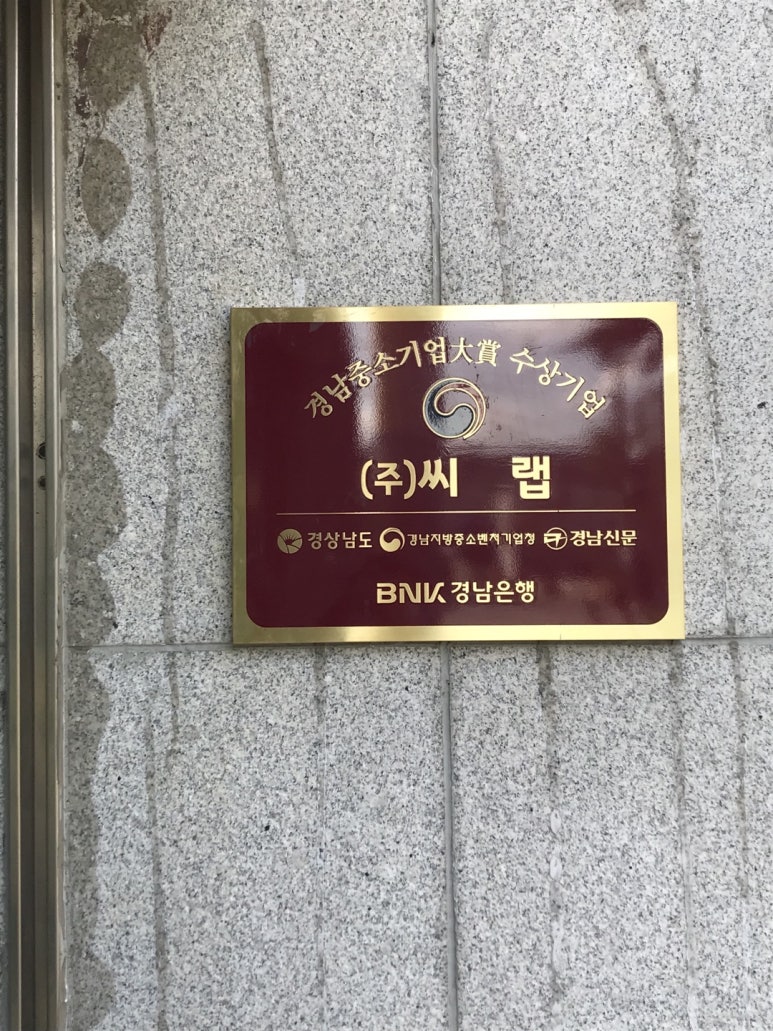 경남중소기업大賞 수상기업
(주)씨 랩
경상남도 경남지방중소벤처기업청 경남신문
BNK 경남은행